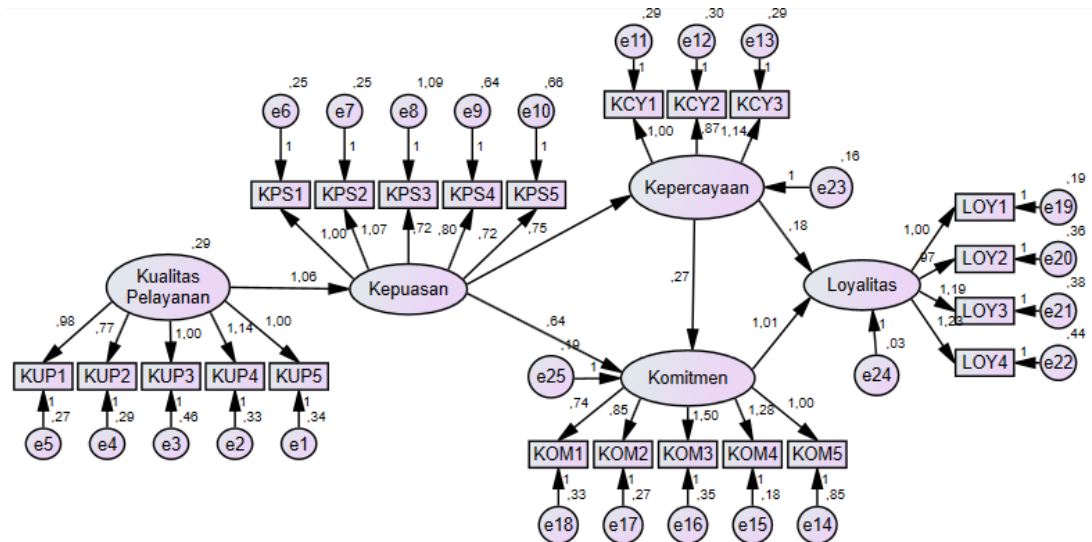 ,29 ,30 ,29
e11 e12 e13
1 1 1
KCY1 KCY2 KCY3
1,00 ,87 1,14
,25 ,25 1,09 ,64 ,66
e6 e7 e8 e9 e10
1 1 1 1 1
KPS1 KPS2 KPS3 KPS4 KPS5
1,00 1,07 ,72 ,80 ,72 ,75
Kepercayaan
1
e23
,16
,29
Kualitas
Pelayanan
1,06
Kepuasan
,18
,27
,64
1,01
Loyalitas
1
,03
e24
1,00 LOY1 1 e19 ,19
,97 LOY2 1 e20 ,36
1,19 LOY3 1 e21 ,38
1,23 LOY4 1 e22 ,44
,98 ,77 1,00 1,14 1,00
KUP1 KUP2 KUP3 KUP4 KUP5
1 1 1 1 1
,27 ,29 ,46 ,33 ,34
e5 e4 e3 e2 e1
,19
e25
1
Komitmen
,74 ,85 1,50 1,28 1,00
KOM1 KOM2 KOM3 KOM4 KOM5
1 1 1 1 1
,33 ,27 ,35 ,18 ,85
e18 e17 e16 e15 e14